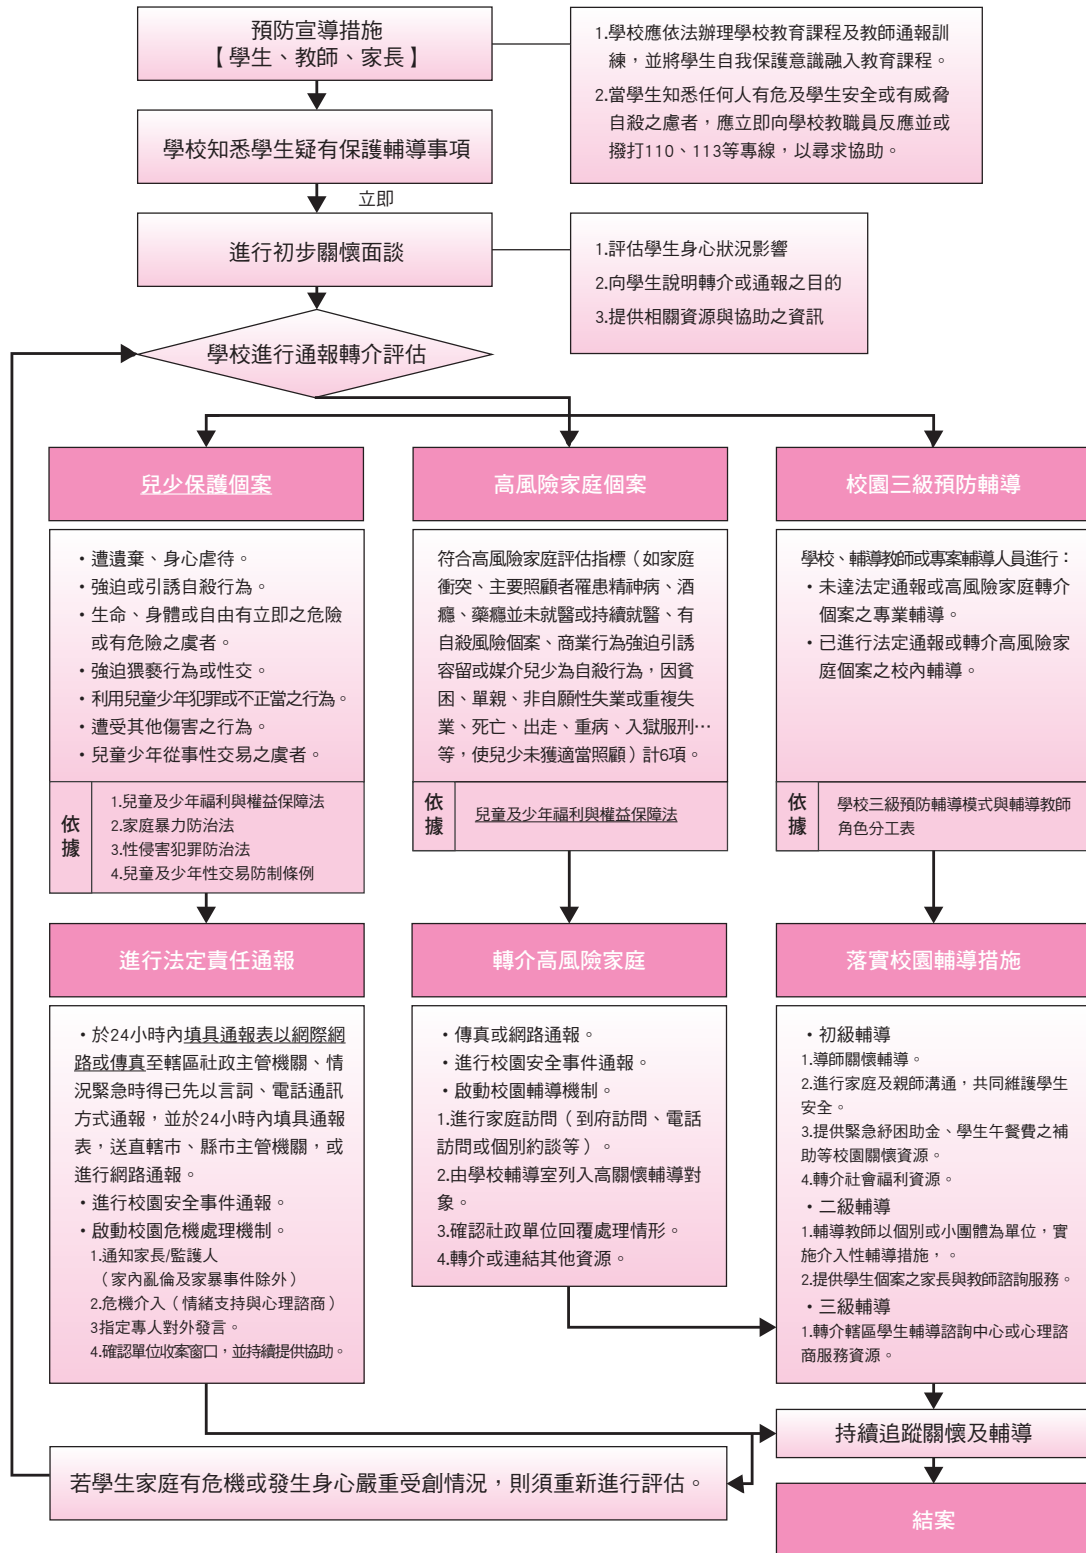 預防宣導措施
【學生、教師、家長】
1.學校應依法辦理學校教育課程及教師通報訓
練，並將學生自我保護意識融入教育課程。
2.當學生知悉任何人有危及學生安全或有威脅
自殺之慮者，應立即向學校教職員反應並或
撥打110、113等專線，以尋求協助。
學校知悉學生疑有保護輔導事項
立即
進行初步關懷面談
1.評估學生身心狀況影響
2.向學生說明轉介或通報之目的
3.提供相關資源與協助之資訊
學校進行通報轉介評估
兒少保護個案
・遭遺棄、身心虐待。
・強迫或引誘自殺行為。
・生命、身體或自由有立即之危險
或有危險之虞者。
・強迫猥褻行為或性交。
・利用兒童少年犯罪或不正當之行為。
・遭受其他傷害之行為。
・兒童少年從事性交易之虞者。
依據
1.兒童及少年福利與權益保障法
2.家庭暴力防治法
3.性侵害犯罪防治法
4.兒童及少年性交易防制條例
高風險家庭個案
符合高風險家庭評估指標（如家庭
衝突、主要照顧者罹患精神病、酒
癮、藥癮並未就醫或持續就醫、有
自殺風險個案、商業行為強迫引誘
容留或媒介兒少為自殺行為，因貧
困、單親、非自願性失業或重複失
業、死亡、出走、重病、入獄服刑…
等，使兒少未獲適當照顧）計6項。
依據
兒童及少年福利與權益保障法
校園三級預防輔導
學校、輔導教師或專案輔導人員進行：
・未達法定通報或高風險家庭轉介
個案之專業輔導。
・已進行法定通報或轉介高風險家
庭個案之校內輔導。
依據
學校三級預防輔導模式與輔導教師
角色分工表
進行法定責任通報
・於24小時內填具通報表以網際網
路或傳真至轄區社政主管機關、情
況緊急時得已先以言詞、電話通訊
方式通報，並於24小時內填具通報
表，送直轄市、縣市主管機關，或
進行網路通報。
・進行校園安全事件通報。
・啟動校園危機處理機制。
1.通知家長/監護人
（家內亂倫及家暴事件除外）
2.危機介入（情緒支持與心理諮商）
3指定專人對外發言。
4.確認單位收案窗口，並持續提供協助。
轉介高風險家庭
・傳真或網路通報。
・進行校園安全事件通報。
・啟動校園輔導機制。
1.進行家庭訪問（到府訪問、電話
訪問或個別約談等）。
2.由學校輔導室列入高關懷輔導對
象。
3.確認社政單位回覆處理情形。
4.轉介或連結其他資源。
落實校園輔導措施
・初級輔導
1.導師關懷輔導。
2.進行家庭及親師溝通，共同維護學生
安全。
3.提供緊急紓困助金、學生午餐費之補
助等校園關懷資源。
4.轉介社會福利資源。
・二級輔導
1.輔導教師以個別或小團體為單位，實
施介入性輔導措施，。
2.提供學生個案之家長與教師諮詢服務。
・三級輔導
1.轉介轄區學生輔導諮詢中心或心理諮
商服務資源。
持續追蹤關懷及輔導
若學生家庭有危機或發生身心嚴重受創情況，則須重新進行評估。
結案